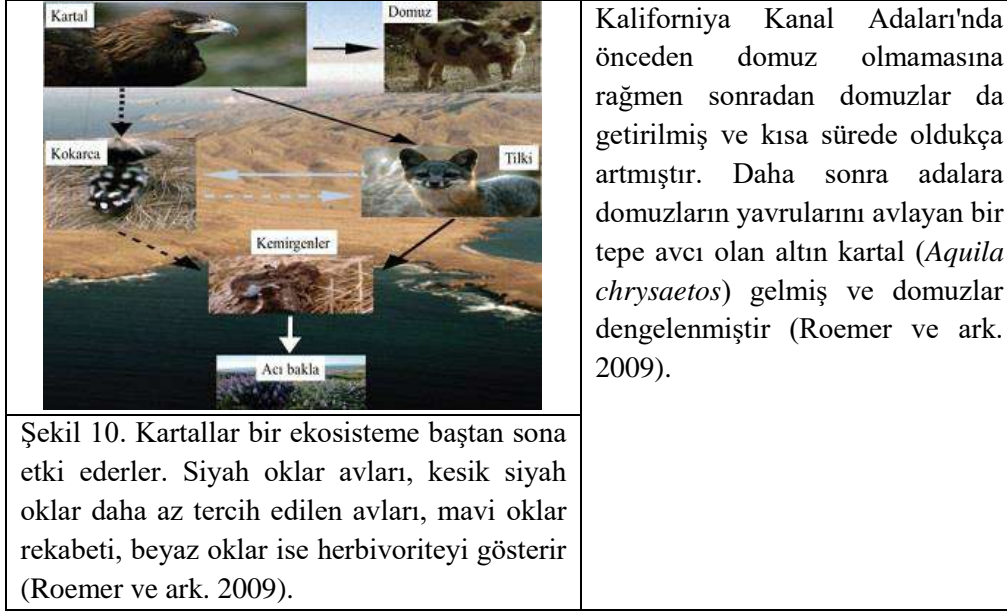 Kartal
Domuz
Kokarca
Tilki
Kemirgenler
Acı bakla
Şekil 10. Kartallar bir ekosisteme baştan sona
etki ederler. Siyah oklar avları, kesik siyah
oklar daha az tercih edilen avları, mavi oklar
rekabeti, beyaz oklar ise herbivoriteyi gösterir
(Roemer ve ark. 2009).
Kaliforniya Kanal Adaları'nda
önceden domuz olmamasına
rağmen sonradan domuzlar da
getirilmiş ve kısa sürede oldukça
artmıştır. Daha sonra adalara
domuzların yavrularını avlayan bir
tepe avcı olan altın kartal (Aquila
chrysaetos) gelmiş ve domuzlar
dengelenmiştir (Roemer ve ark.
2009).